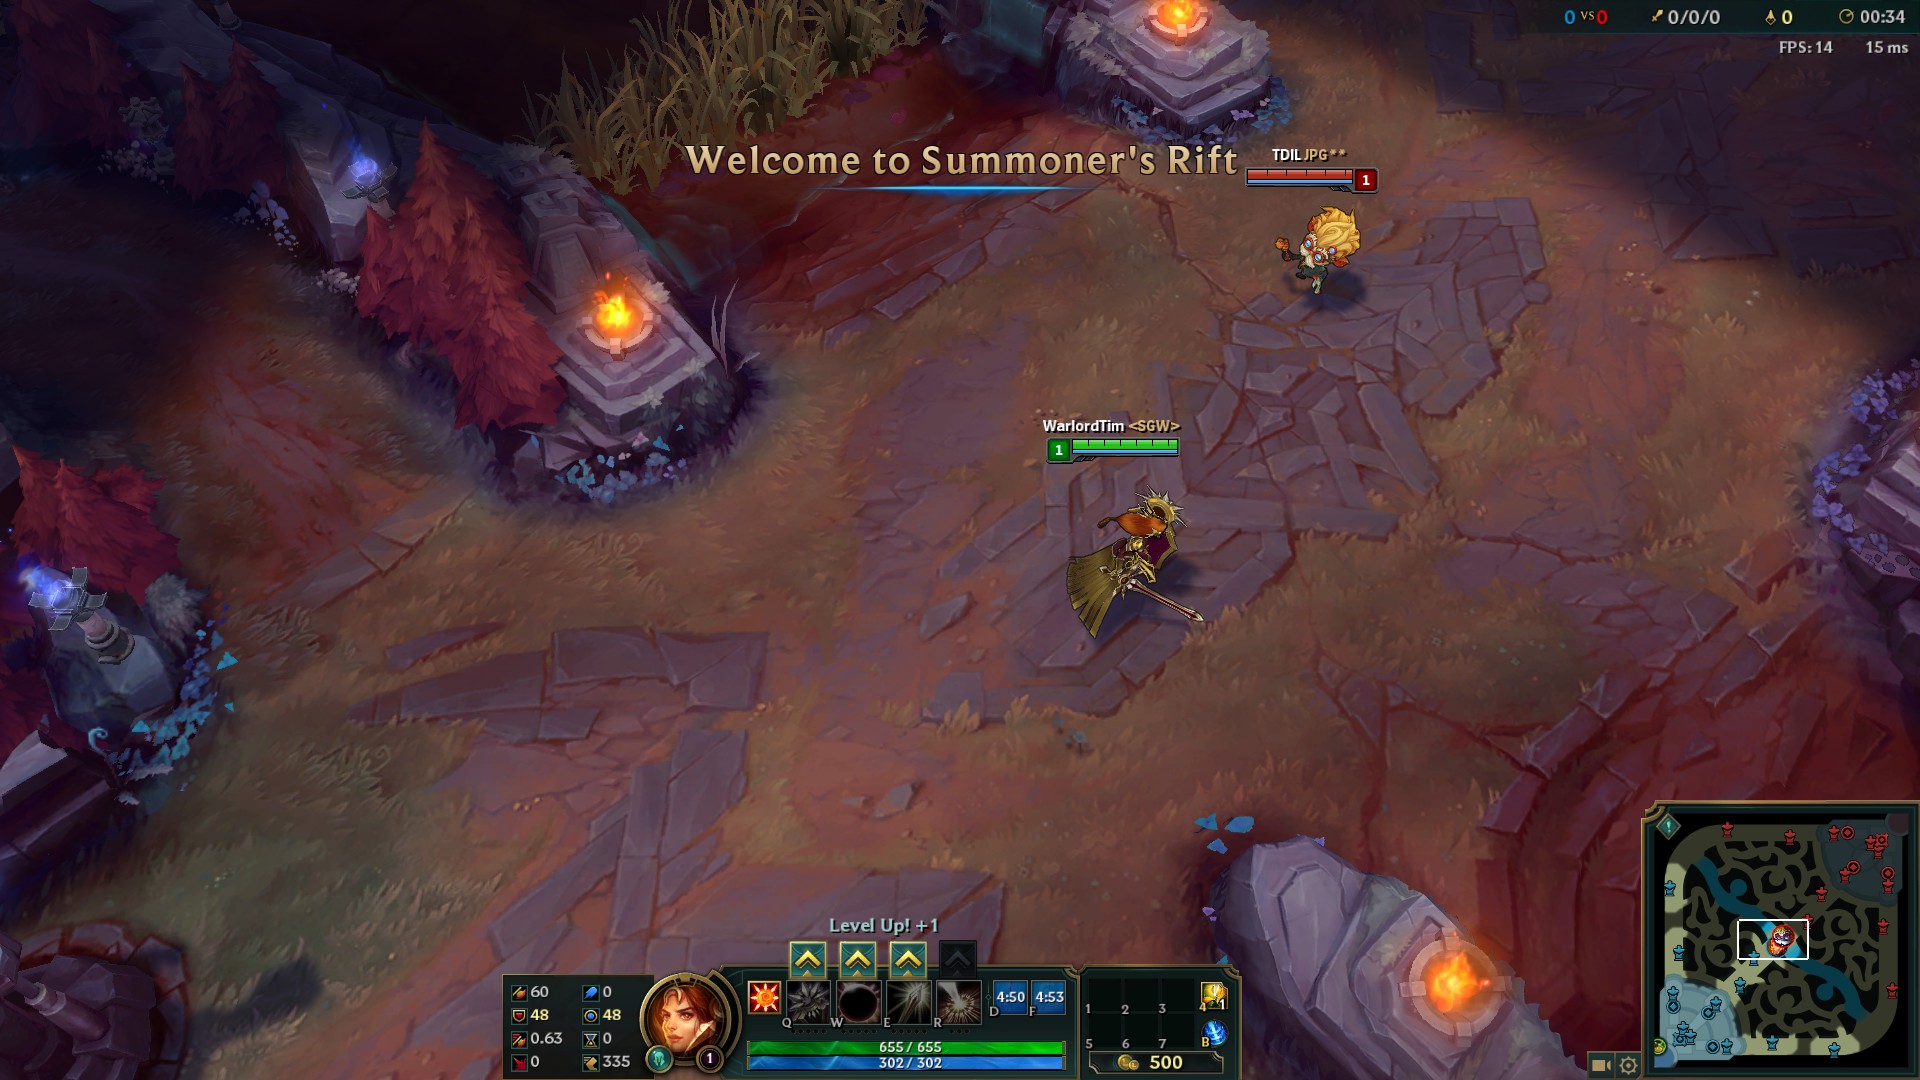 0 VS 0 0/0/0 0 00:34
FPS: 14 15 ms
Welcome to Summoner's Rift
TDIL JPG**
1
WarlordTim <SGW>
1
Level Up! +1
60 0
48 48
0.63 0
0 335
1
Q W E R
4:50 4:53
D F
655 / 655
302 / 302
1 2 3 4 1
5 6 7 B
500